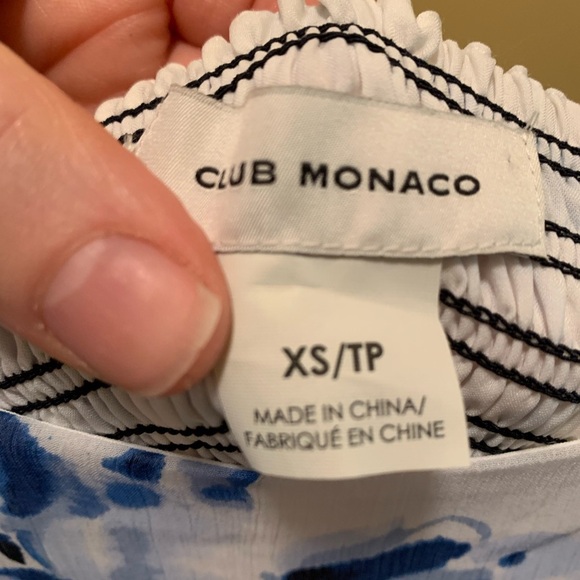 CLUB MONACO
XS/TP
MADE IN CHINA/
FABRIQUÉ EN CHINE